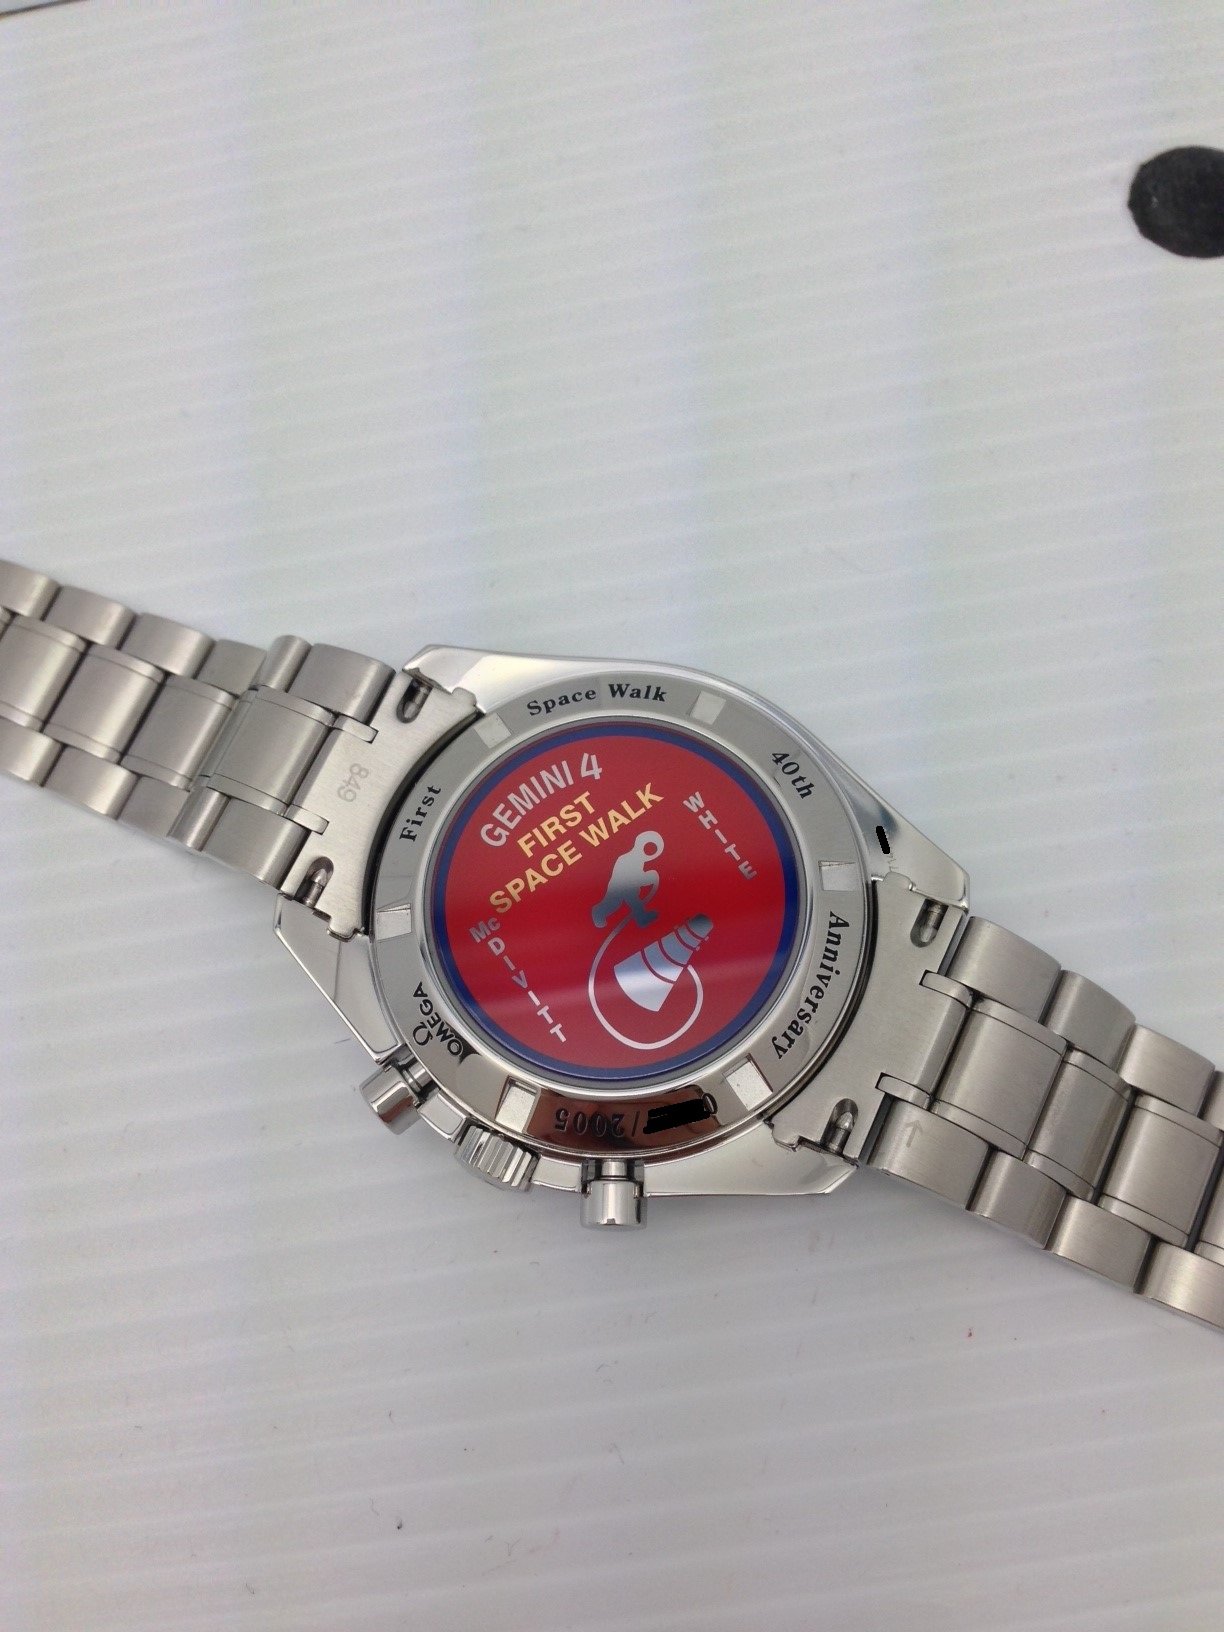 First Space Walk 40th Anniversary
/2005
Ω
OMEGA
GEMINI 4
FIRST
SPACE WALK
WHITE
McDIVITT
849